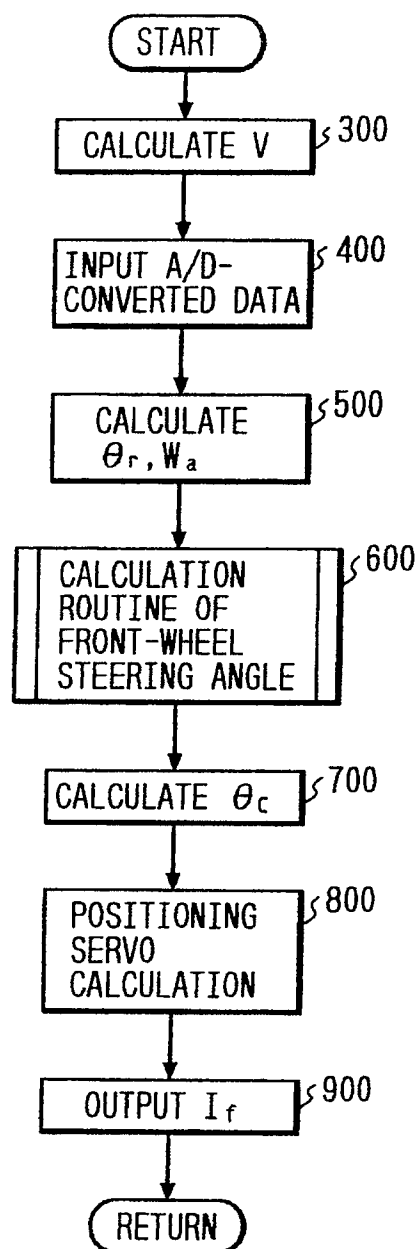 START
CALCULATE V
300
INPUT A/D-
CONVERTED DATA
400
CALCULATE
θr, Wa
500
CALCULATION
ROUTINE OF
FRONT-WHEEL
STEERING ANGLE
600
CALCULATE θc
700
POSITIONING
SERVO
CALCULATION
800
OUTPUT If
900
RETURN